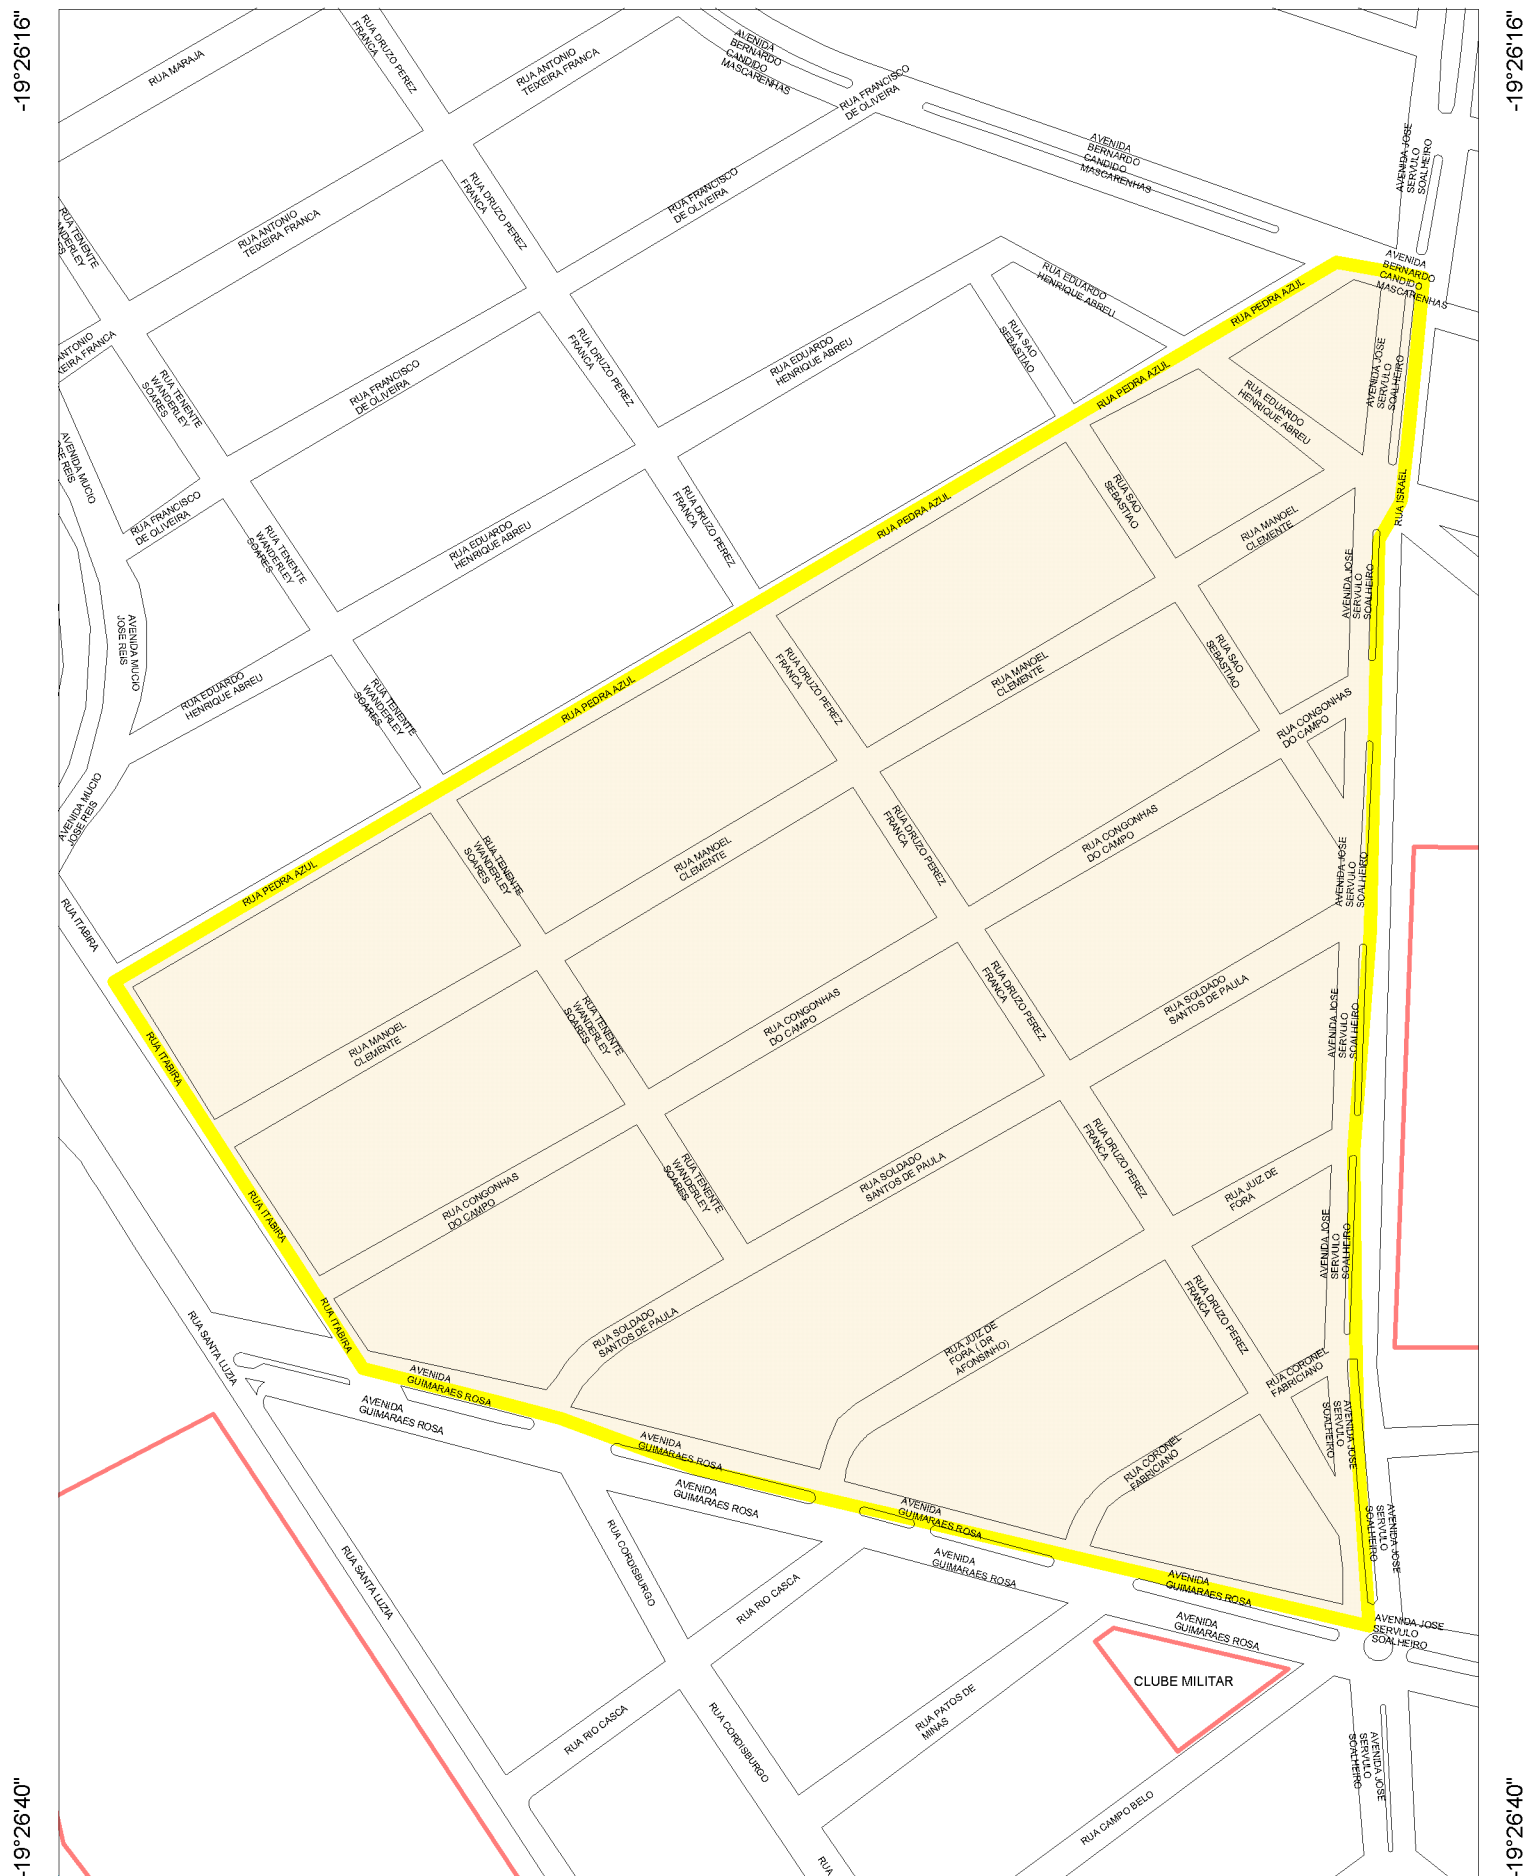 -19°26'16"
-19°26'16"
RUA MARAJA
RUA DRUZO PEREZ
FRANCA
RUA ANTONIO
TEIXEIRA FRANCA
AVENIDA
BERNARDO
CANDIDO
MASCARENHAS
RUA FRANCISCO
DE OLIVEIRA
AVENIDA
BERNARDO
CANDIDO
MASCARENHAS
AVENIDA JOSE
SERVULO
SOALHEIRO
RUA TENENTE
WANDERLEY
RUA ANTONIO
TEIXEIRA FRANCA
RUA DRUZO PEREZ
FRANCA
RUA FRANCISCO
DE OLIVEIRA
AVENIDA
BERNARDO
CANDIDO
MASCARENHAS
RUA EDUARDO
HENRIQUE ABREU
RUA PEDRA AZUL
RUA SAO
SEBASTIAO
RUA TENENTE
WANDERLEY
SOARES
RUA FRANCISCO
DE OLIVEIRA
RUA DRUZO PEREZ
FRANCA
RUA EDUARDO
HENRIQUE ABREU
RUA PEDRA AZUL
RUA EDUARDO
HENRIQUE ABREU
AVENIDA JOSE
SERVULO
SOALHEIRO
AVENIDA MUCIO
RUA FRANCISCO
DE OLIVEIRA
RUA TENENTE
WANDERLEY
SOARES
RUA EDUARDO
HENRIQUE ABREU
RUA DRUZO PEREZ
FRANCA
RUA PEDRA AZUL
RUA SAO
SEBASTIAO
RUA MANOEL
CLEMENTE
RUA ISRAEL
AVENIDA JOSE
SERVULO
SOALHEIRO
AVENIDA MUCIO
JOSE REIS
RUA EDUARDO
HENRIQUE ABREU
RUA TENENTE
WANDERLEY
SOARES
RUA PEDRA AZUL
RUA DRUZO PEREZ
FRANCA
RUA MANOEL
CLEMENTE
RUA SAO
SEBASTIAO
RUA CONGONHAS
DO CAMPO
AVENIDA MUCIO
JOSE REIS
RUA ITABIRA
RUA PEDRA AZUL
RUA TENENTE
WANDERLEY
SOARES
RUA MANOEL
CLEMENTE
RUA DRUZO PEREZ
FRANCA
RUA CONGONHAS
DO CAMPO
AVENIDA JOSE
SERVULO
SOALHEIRO
RUA ITABIRA
RUA MANOEL
CLEMENTE
RUA TENENTE
WANDERLEY
SOARES
RUA CONGONHAS
DO CAMPO
RUA DRUZO PEREZ
FRANCA
RUA SOLDADO
SANTOS DE PAULA
AVENIDA JOSE
SERVULO
SOALHEIRO
RUA ITABIRA
RUA CONGONHAS
DO CAMPO
RUA TENENTE
WANDERLEY
SOARES
RUA SOLDADO
SANTOS DE PAULA
RUA DRUZO PEREZ
FRANCA
RUA JUIZ DE
FORA
AVENIDA JOSE
SERVULO
SOALHEIRO
RUA SANTA LUZIA
RUA ITABIRA
RUA SOLDADO
SANTOS DE PAULA
RUA JUIZ DE
FORA ( DR
AFONSINHO)
RUA DRUZO PEREZ
FRANCA
RUA CORONEL
FABRICIANO
AVENIDA
GUIMARAES ROSA
AVENIDA
GUIMARAES ROSA
AVENIDA JOSE
SERVULO
SOALHEIRO
AVENIDA
GUIMARAES ROSA
AVENIDA
GUIMARAES ROSA
RUA CORONEL
FABRICIANO
RUA SANTA LUZIA
RUA CORDISBURGO
RUA RIO CASCA
AVENIDA
GUIMARAES ROSA
AVENIDA
GUIMARAES ROSA
AVENIDA
GUIMARAES ROSA
AVENIDA JOSE
SERVULO
SOALHEIRO
AVENIDA
GUIMARAES ROSA
AVENIDA JOSE
SERVULO
SOALHEIRO
CLUBE MILITAR
RUA RIO CASCA
RUA CORDISBURGO
RUA PATOS DE
MINAS
RUA CAMPO BELO
AVENIDA JOSE
SERVULO
SOALHEIRO
RUA
-19°26'40"
-19°26'40"